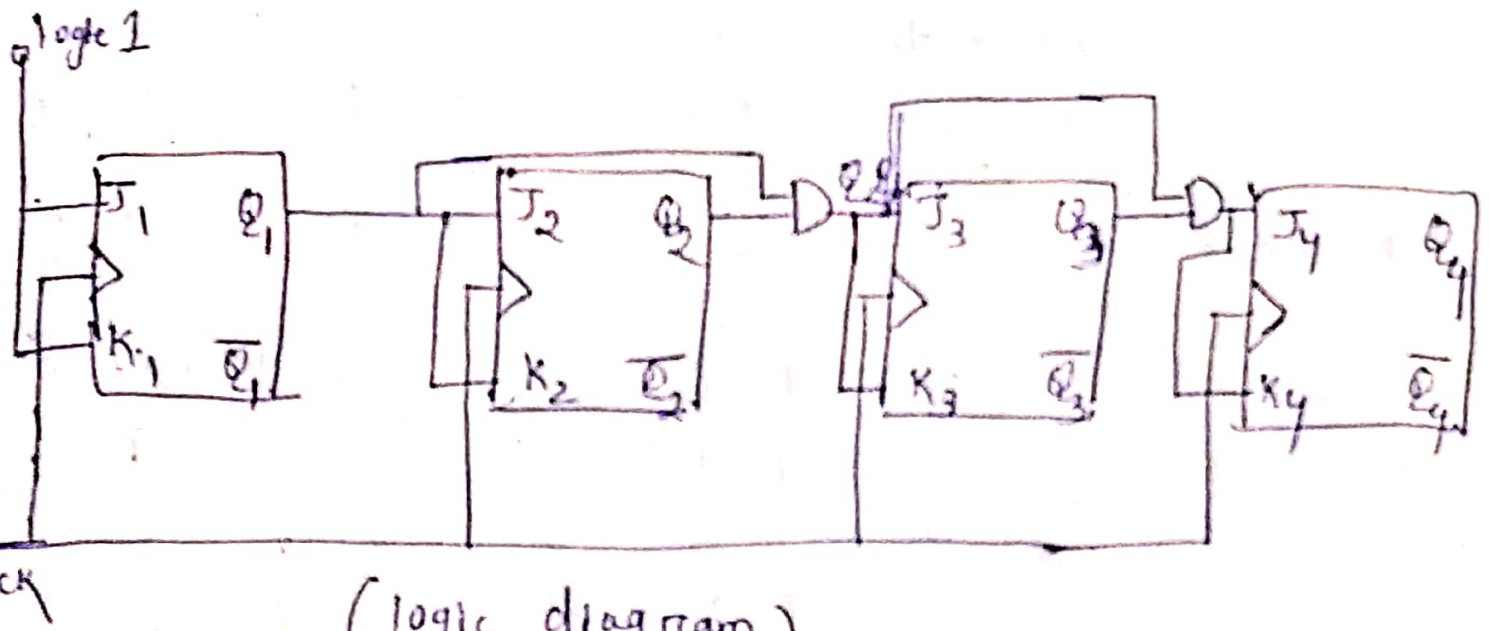 logic 1
J1 Q1
K1 Q̅1
J2 Q2
K2 Q̅2
J3 Q3
K3 Q̅3
J4 Q4
K4 Q̅4
CK
(logic diagram)